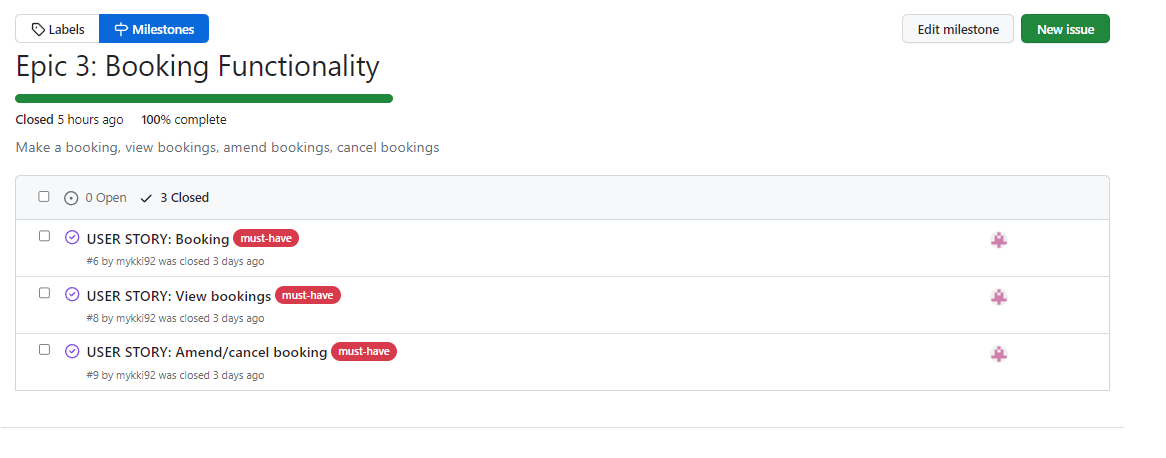 Labels Milestones Edit milestone New issue
Epic 3: Booking Functionality
Closed 5 hours ago 100% complete
Make a booking, view bookings, amend bookings, cancel bookings
0 Open 3 Closed
USER STORY: Booking must-have
#6 by mykki92 was closed 3 days ago
USER STORY: View bookings must-have
#8 by mykki92 was closed 3 days ago
USER STORY: Amend/cancel booking must-have
#9 by mykki92 was closed 3 days ago